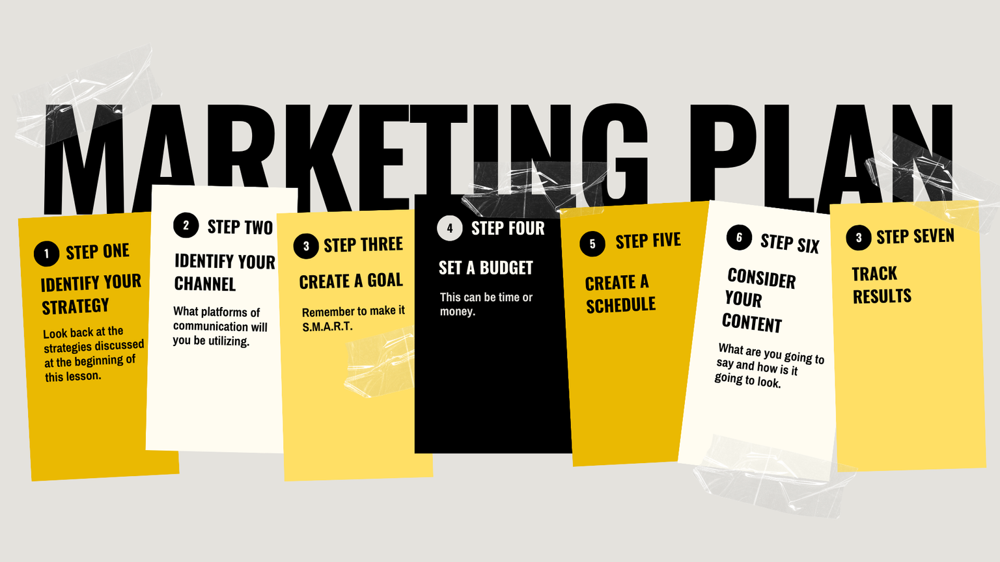 MARKETING PLAN
1 STEP ONE
IDENTIFY YOUR
STRATEGY
Look back at the
strategies discussed
at the beginning of
this lesson.
2 STEP TWO
IDENTIFY YOUR
CHANNEL
What platforms of
communication will
you be utilizing.
3 STEP THREE
CREATE A GOAL
Remember to make it
S.M.A.R.T.
4 STEP FOUR
SET A BUDGET
This can be time or
money.
5 STEP FIVE
CREATE A
SCHEDULE
6 STEP SIX
CONSIDER
YOUR
CONTENT
What are you going to
say and how is it
going to look.
3 STEP SEVEN
TRACK
RESULTS